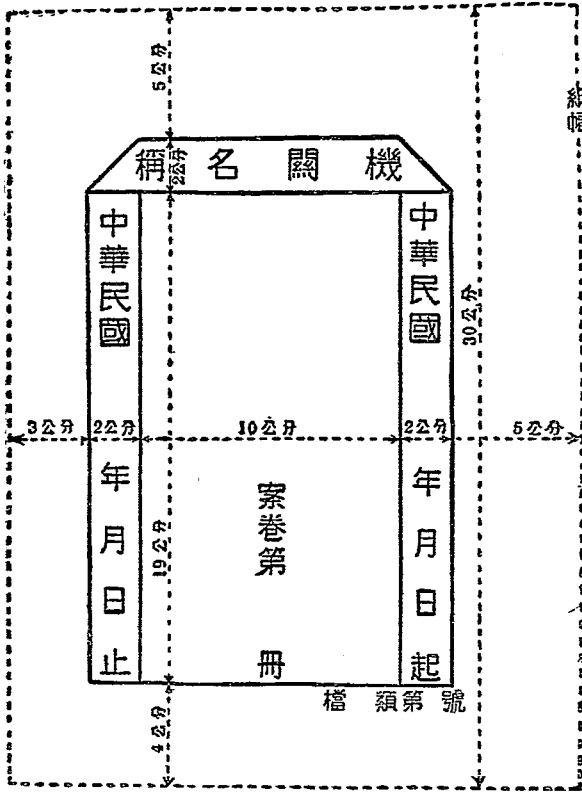 5公分
機關名稱
2公分
中華民國
年月日起
案卷第
冊
中華民國
年月日止
30公分
3公分
2公分
10公分
2公分
5公分
19公分
檔 類第 號
4公分